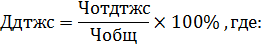 Ддтжс = Чотдтжс / Чобщ × 100% , где: